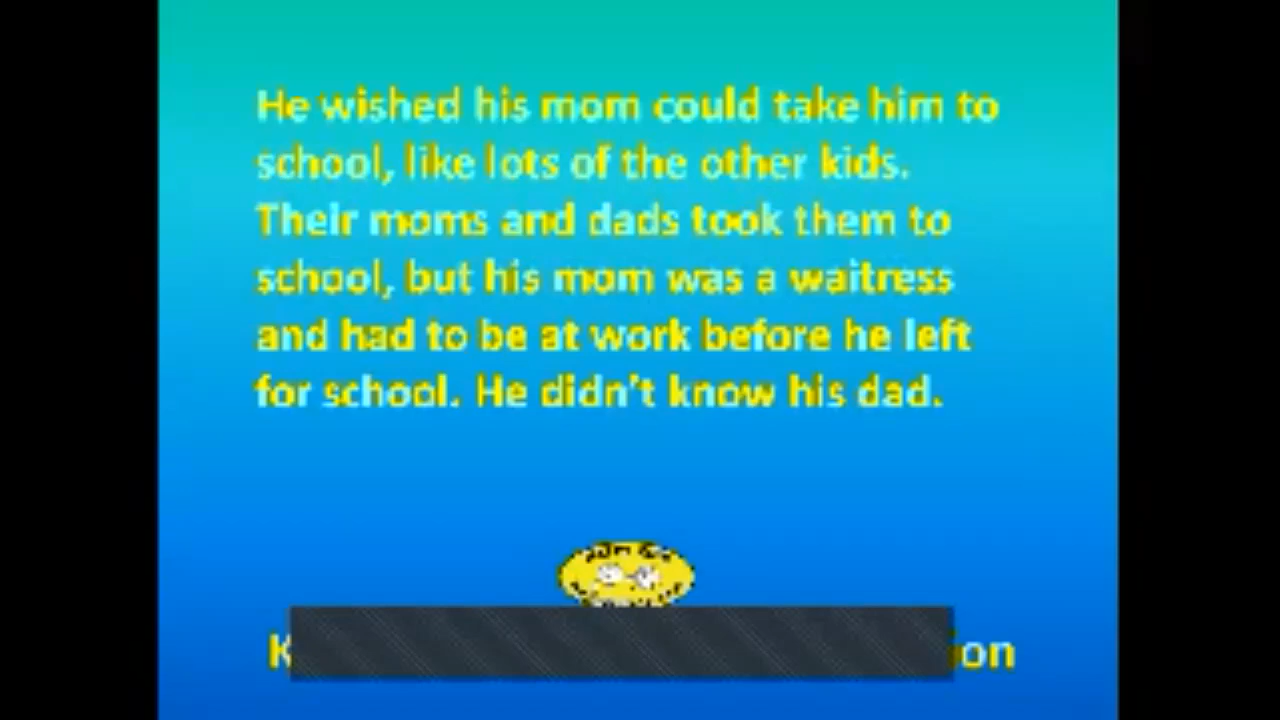 He wished his mom could take him to
school, like lots of the other kids.
Their moms and dads took them to
school, but his mom was a waitress
and had to be at work before he left
for school. He didn't know his dad.